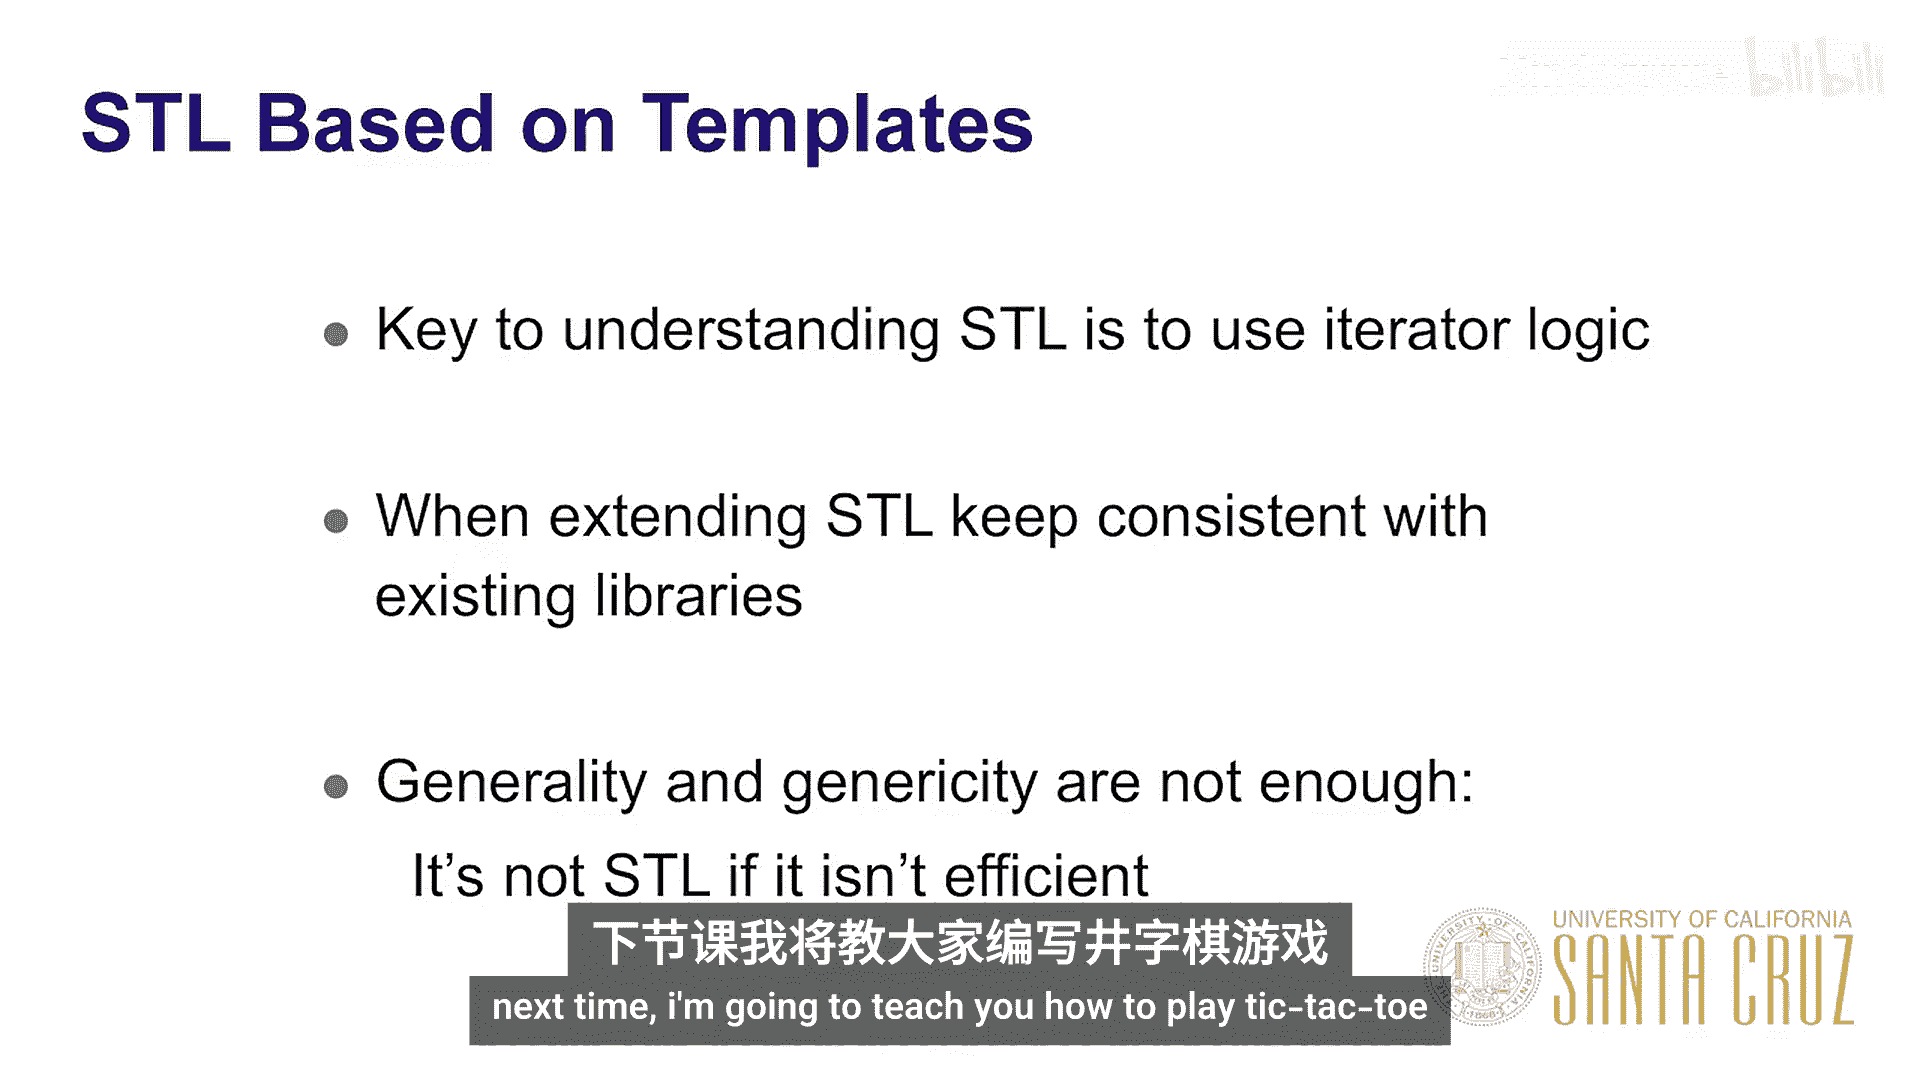 bilibili
STL Based on Templates
Key to understanding STL is to use iterator logic
When extending STL keep consistent with
existing libraries
Generality and genericity are not enough:
It’s not STL if it isn’t efficient
下节课我将教大家编写井字棋游戏
next time, i'm going to teach you how to play tic-tac-toe
UNIVERSITY OF CALIFORNIA
SANTA CRUZ